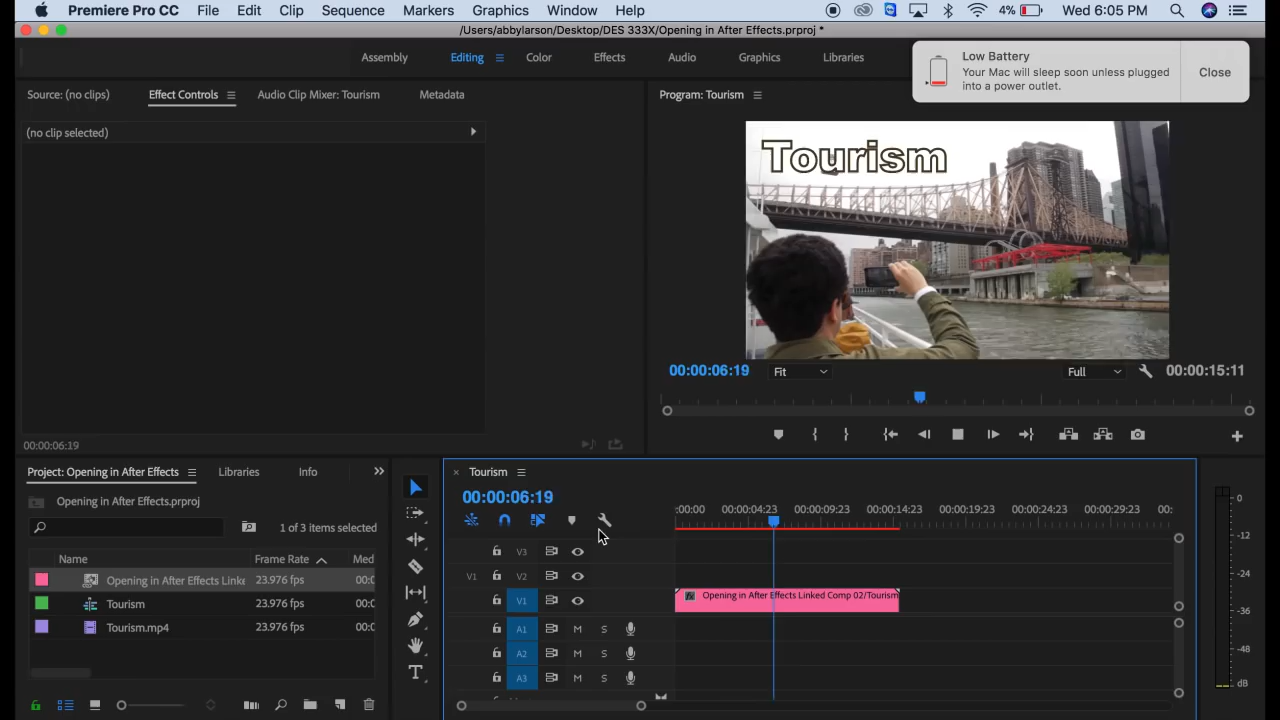 Premiere Pro CC File Edit Clip Sequence Markers Graphics Window Help 4% Wed 6:05 PM
/Users/abbylarson/Desktop/DES 333X/Opening in After Effects.prproj *
Assembly Editing Color Effects Audio Graphics Libraries
Low Battery
Your Mac will sleep soon unless plugged
into a power outlet.
Close
Source: (no clips) Effect Controls Audio Clip Mixer: Tourism Metadata
Program: Tourism
(no clip selected)
Tourism
00:00:06:19 Fit Full 00:00:15:11
00:00:06:19
Project: Opening in After Effects Libraries Info
Opening in After Effects.prproj
1 of 3 items selected
Name Frame Rate Med
Opening in After Effects Linke 23.976 fps 00:0
Tourism 23.976 fps 00:0
Tourism.mp4 23.976 fps 00:0
Tourism
00:00:06:19
:00:00 00:00:04:23 00:00:09:23 00:00:14:23 00:00:19:23 00:00:24:23 00:00:29:23 00:
V3
V1 V2
V1 Opening in After Effects Linked Comp 02/Tourism
A1 M S
A2 M S
A3 M S
0
-12
-24
-36
-48
dB